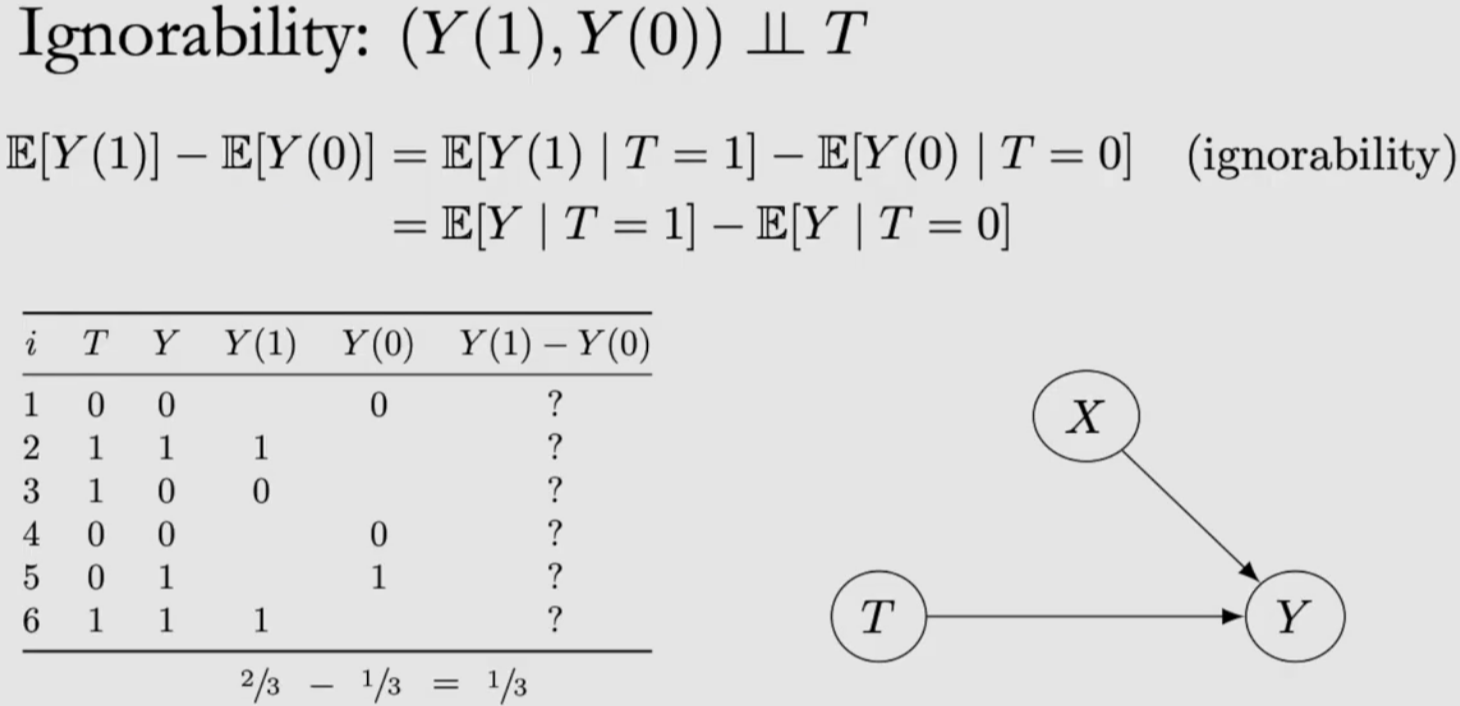 Ignorability: (Y(1), Y(0)) ⫫ T
𝔼[Y(1)] − 𝔼[Y(0)] = 𝔼[Y(1) | T = 1] − 𝔼[Y(0) | T = 0] (ignorability)
= 𝔼[Y | T = 1] − 𝔼[Y | T = 0]
i T Y Y(1) Y(0) Y(1) − Y(0)
1 0 0 0 ?
2 1 1 1 ?
3 1 0 0 ?
4 0 0 0 ?
5 0 1 1 ?
6 1 1 1 ?
2/3 − 1/3 = 1/3
X
T
Y